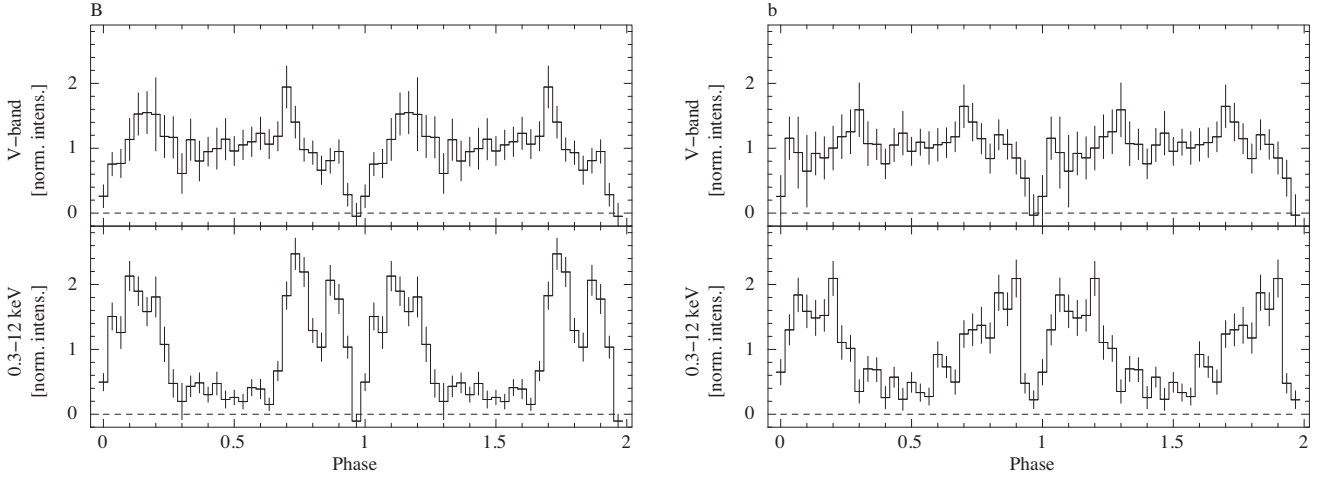 B
V−band
[norm. intens.]
2
1
0
0.3−12 keV
[norm. intens.]
2
1
0
0 0.5 1 1.5 2
Phase
b
V−band
[norm. intens.]
2
1
0
0.3−12 keV
[norm. intens.]
2
1
0
0 0.5 1 1.5 2
Phase